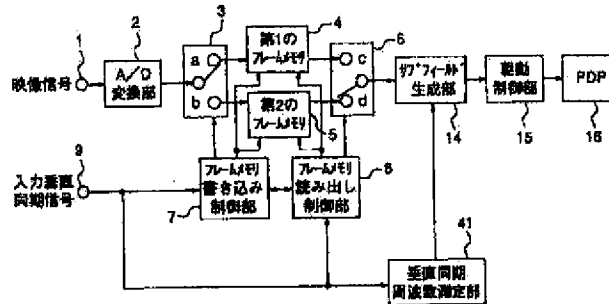 1
映像信号
2
A/D
変換部
3
a
b
4
第1の
フレームメモリ
第2の
フレームメモリ
5
6
c
d
サブフィールド
生成部
14
駆動
制御部
15
PDP
16
9
入力垂直
同期信号
フレームメモリ
書き込み
制御部
7
フレームメモリ
読み出し
制御部
8
41
垂直同期
周波数測定部